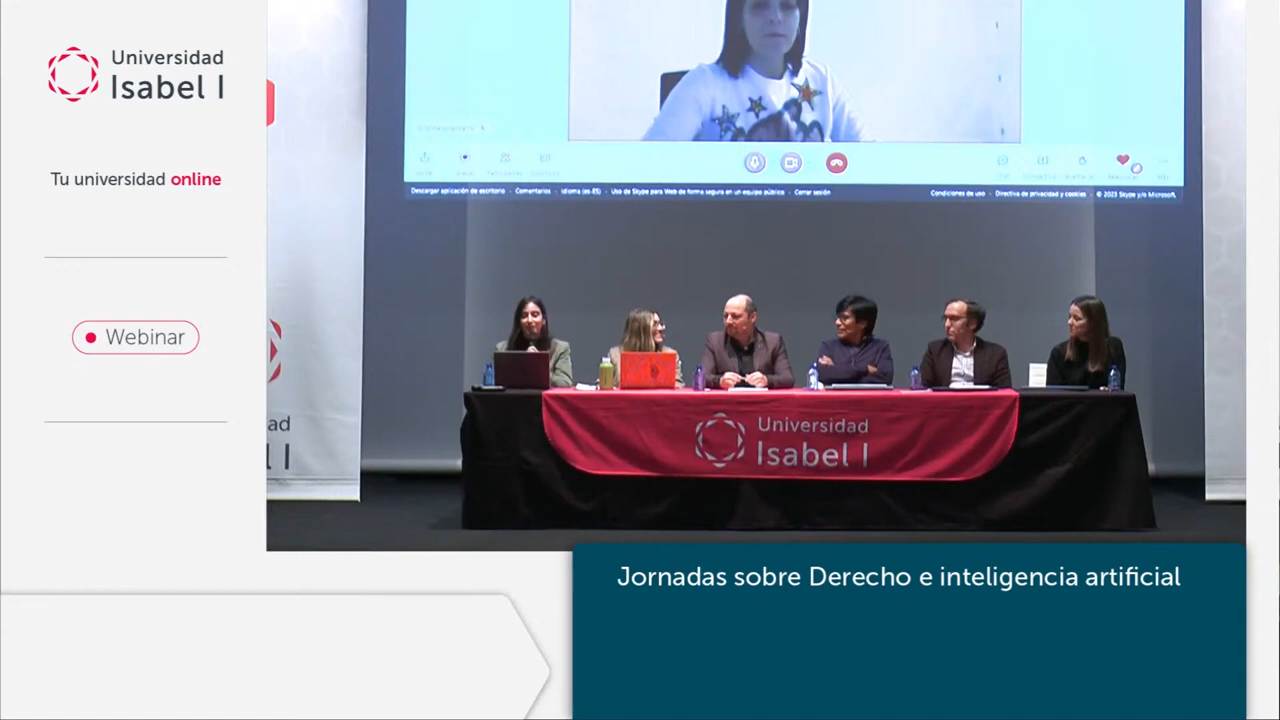 Universidad
Isabel I
Tu universidad online
Webinar
Descargar aplicación de escritorio - Comentarios - Idioma (es-ES) - Uso de Skype para Web de forma segura en un equipo público - Cerrar sesión
Condiciones de uso - Directiva de privacidad y cookies - © 2023 Skype y/o Microsoft.
ad
I
Universidad
Isabel I
Jornadas sobre Derecho e inteligencia artificial